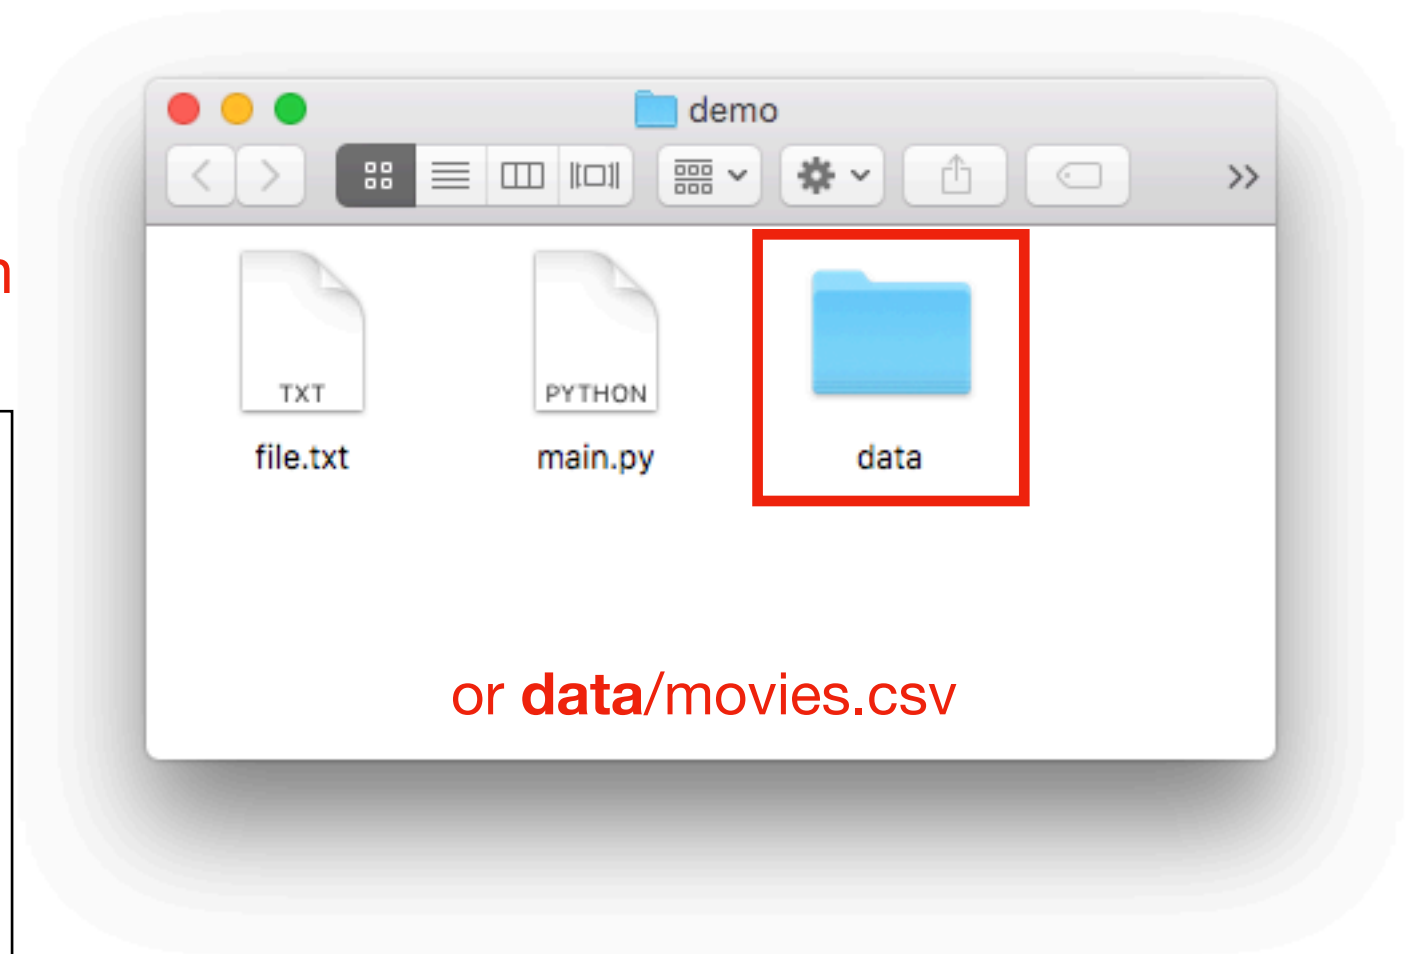 demo
TXT
PYTHON
file.txt
main.py
data
or data/movies.csv